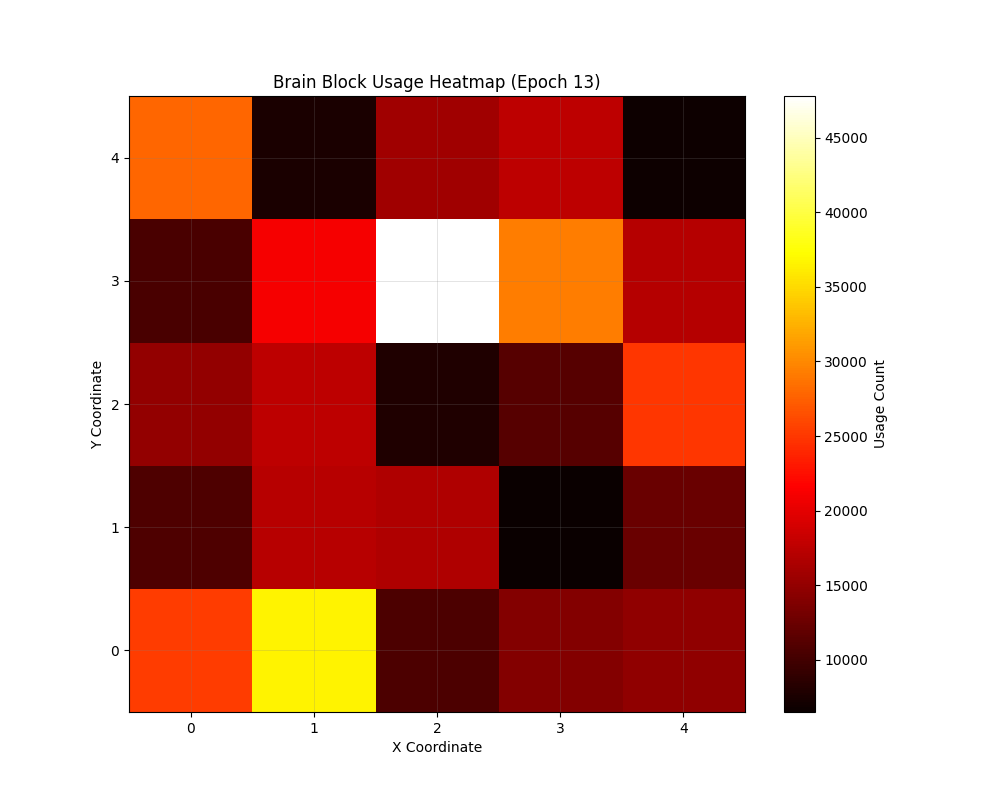 Brain Block Usage Heatmap (Epoch 13)
4
3
2
1
0
Y Coordinate
0 1 2 3 4
X Coordinate
45000
40000
35000
30000
25000
20000
15000
10000
Usage Count